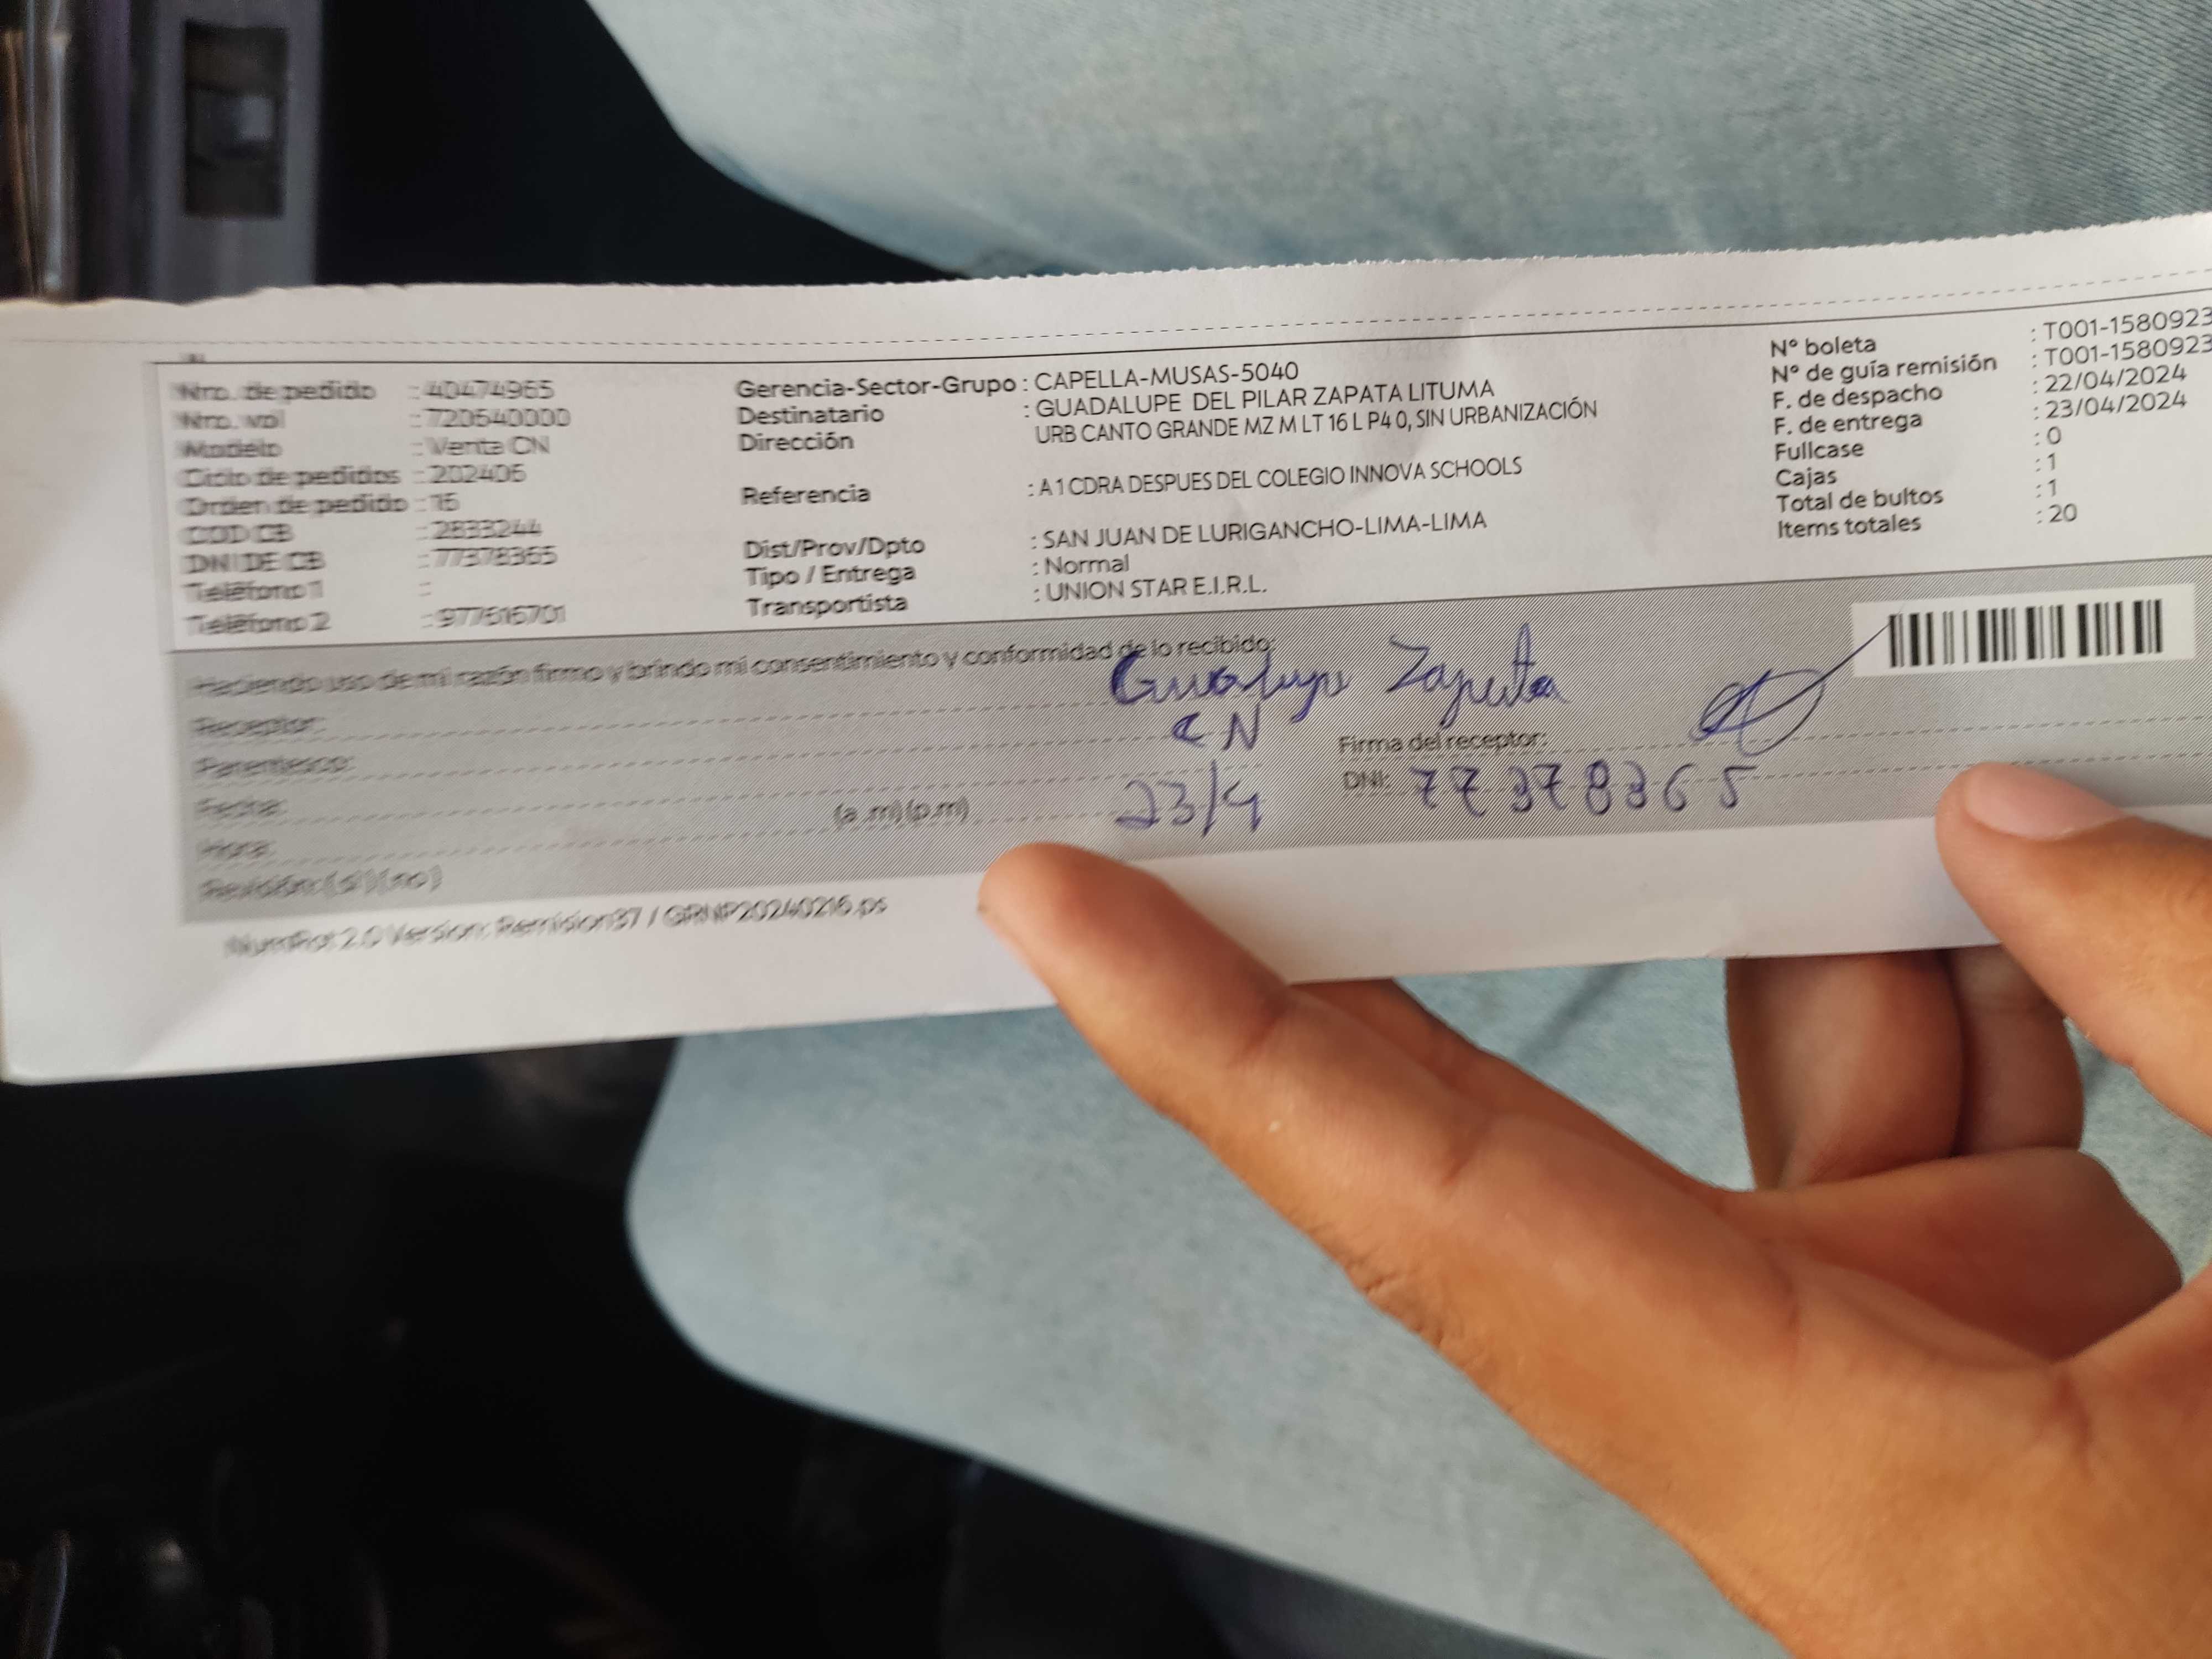 Nro. de pedido : 40474965
Nro. vol : 720640000
Modelo : Venta CN
Ciclo de pedidos : 202406
Orden de pedido : 15
COD CB : 2833244
DNI DE CB : 77378365
Teléfono 1 :
Teléfono 2 : 977616701
Gerencia-Sector-Grupo : CAPELLA-MUSAS-5040
Destinatario : GUADALUPE DEL PILAR ZAPATA LITUMA
Dirección URB CANTO GRANDE MZ M LT 16 L P4 0, SIN URBANIZACIÓN
Referencia : A 1 CDRA DESPUES DEL COLEGIO INNOVA SCHOOLS
Dist/Prov/Dpto : SAN JUAN DE LURIGANCHO-LIMA-LIMA
Tipo / Entrega : Normal
Transportista : UNION STAR E.I.R.L.
N° boleta : T001-1580923
N° de guía remisión : T001-1580923
F. de despacho : 22/04/2024
F. de entrega : 23/04/2024
Fullcase : 0
Cajas : 1
Total de bultos : 1
Items totales : 20
Haciendo uso de mi razón firmo y brindo mi consentimiento y conformidad de lo recibido:
Receptor: Guadalupe Zapata
Parentesco: CN
Firma del receptor:
Fecha: 23/4
DNI: 77378365
Hora: (a .m) (p.m)
Revisión: (si) (no)
NumRot 2.0 Version: Remision37 / GRNP20240216.ps